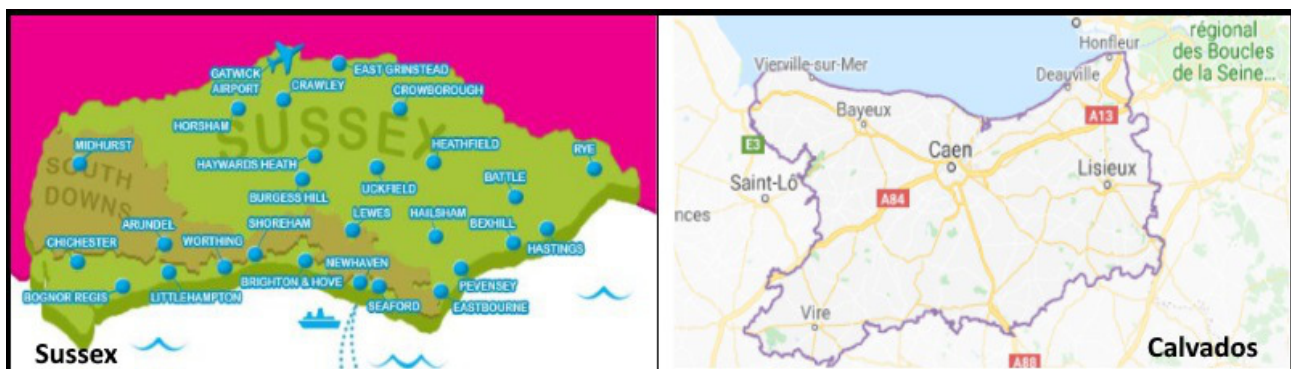 GATWICK
AIRPORT
EAST GRINSTEAD
CRAWLEY
CROWBOROUGH
HORSHAM
SUSSEX
MIDHURST
SOUTH
DOWNS
HAYWARDS HEATH
HEATHFIELD
RYE
BURGESS HILL
UCKFIELD
BATTLE
ARUNDEL
SHOREHAM
LEWES
HAILSHAM
BEXHILL
CHICHESTER
WORTHING
HASTINGS
NEWHAVEN
BOGNOR REGIS
LITTLEHAMPTON
BRIGHTON & HOVE
SEAFORD
PEVENSEY
EASTBOURNE
Sussex
régional
des Boucles
de la Seine...
Honfleur
Vierville-sur-Mer
Deauville
Bayeux
A13
E3
Caen
Lisieux
Saint-Lô
A84
nces
Vire
A88
Calvados